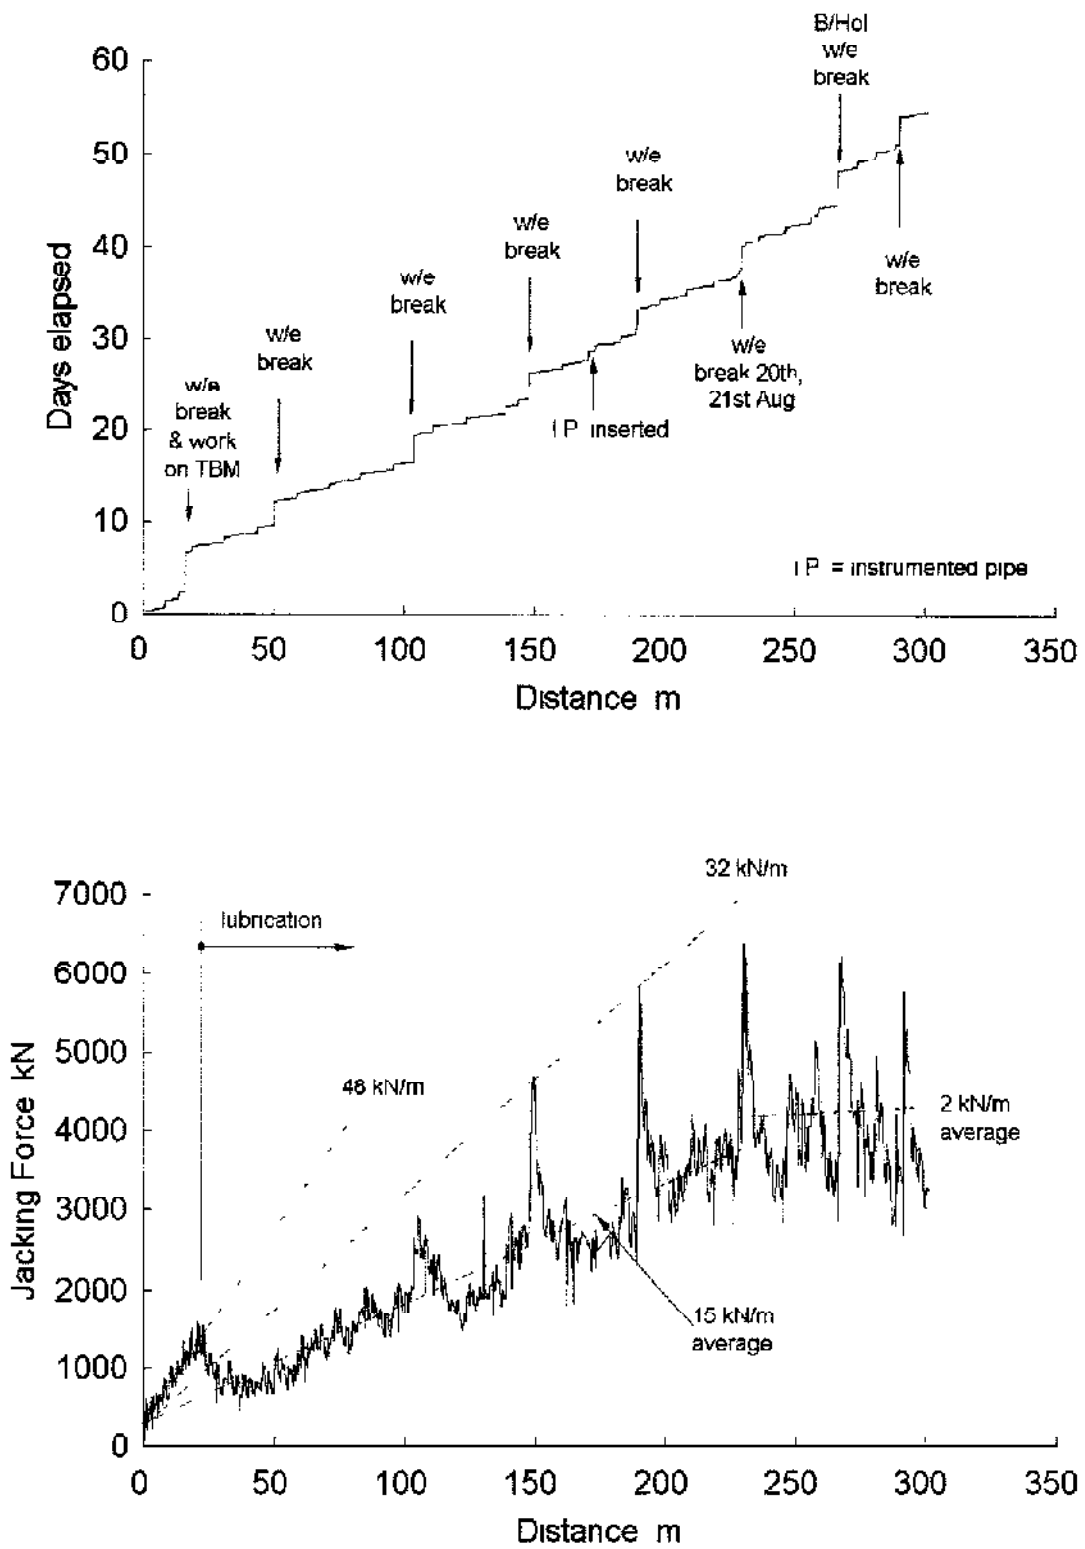 B/Hol
w/e
break
60
50
40
30
20
10
0
Days elapsed
w/e
break
& work
on TBM
w/e
break
w/e
break
w/e
break
w/e
break
I P inserted
w/e
break 20th,
21st Aug
w/e
break
I P = instrumented pipe
0 50 100 150 200 250 300 350
Distance m
32 kN/m
7000
6000
5000
4000
3000
2000
1000
0
Jacking Force kN
lubrication
48 kN/m
2 kN/m
average
15 kN/m
average
0 50 100 150 200 250 300 350
Distance m